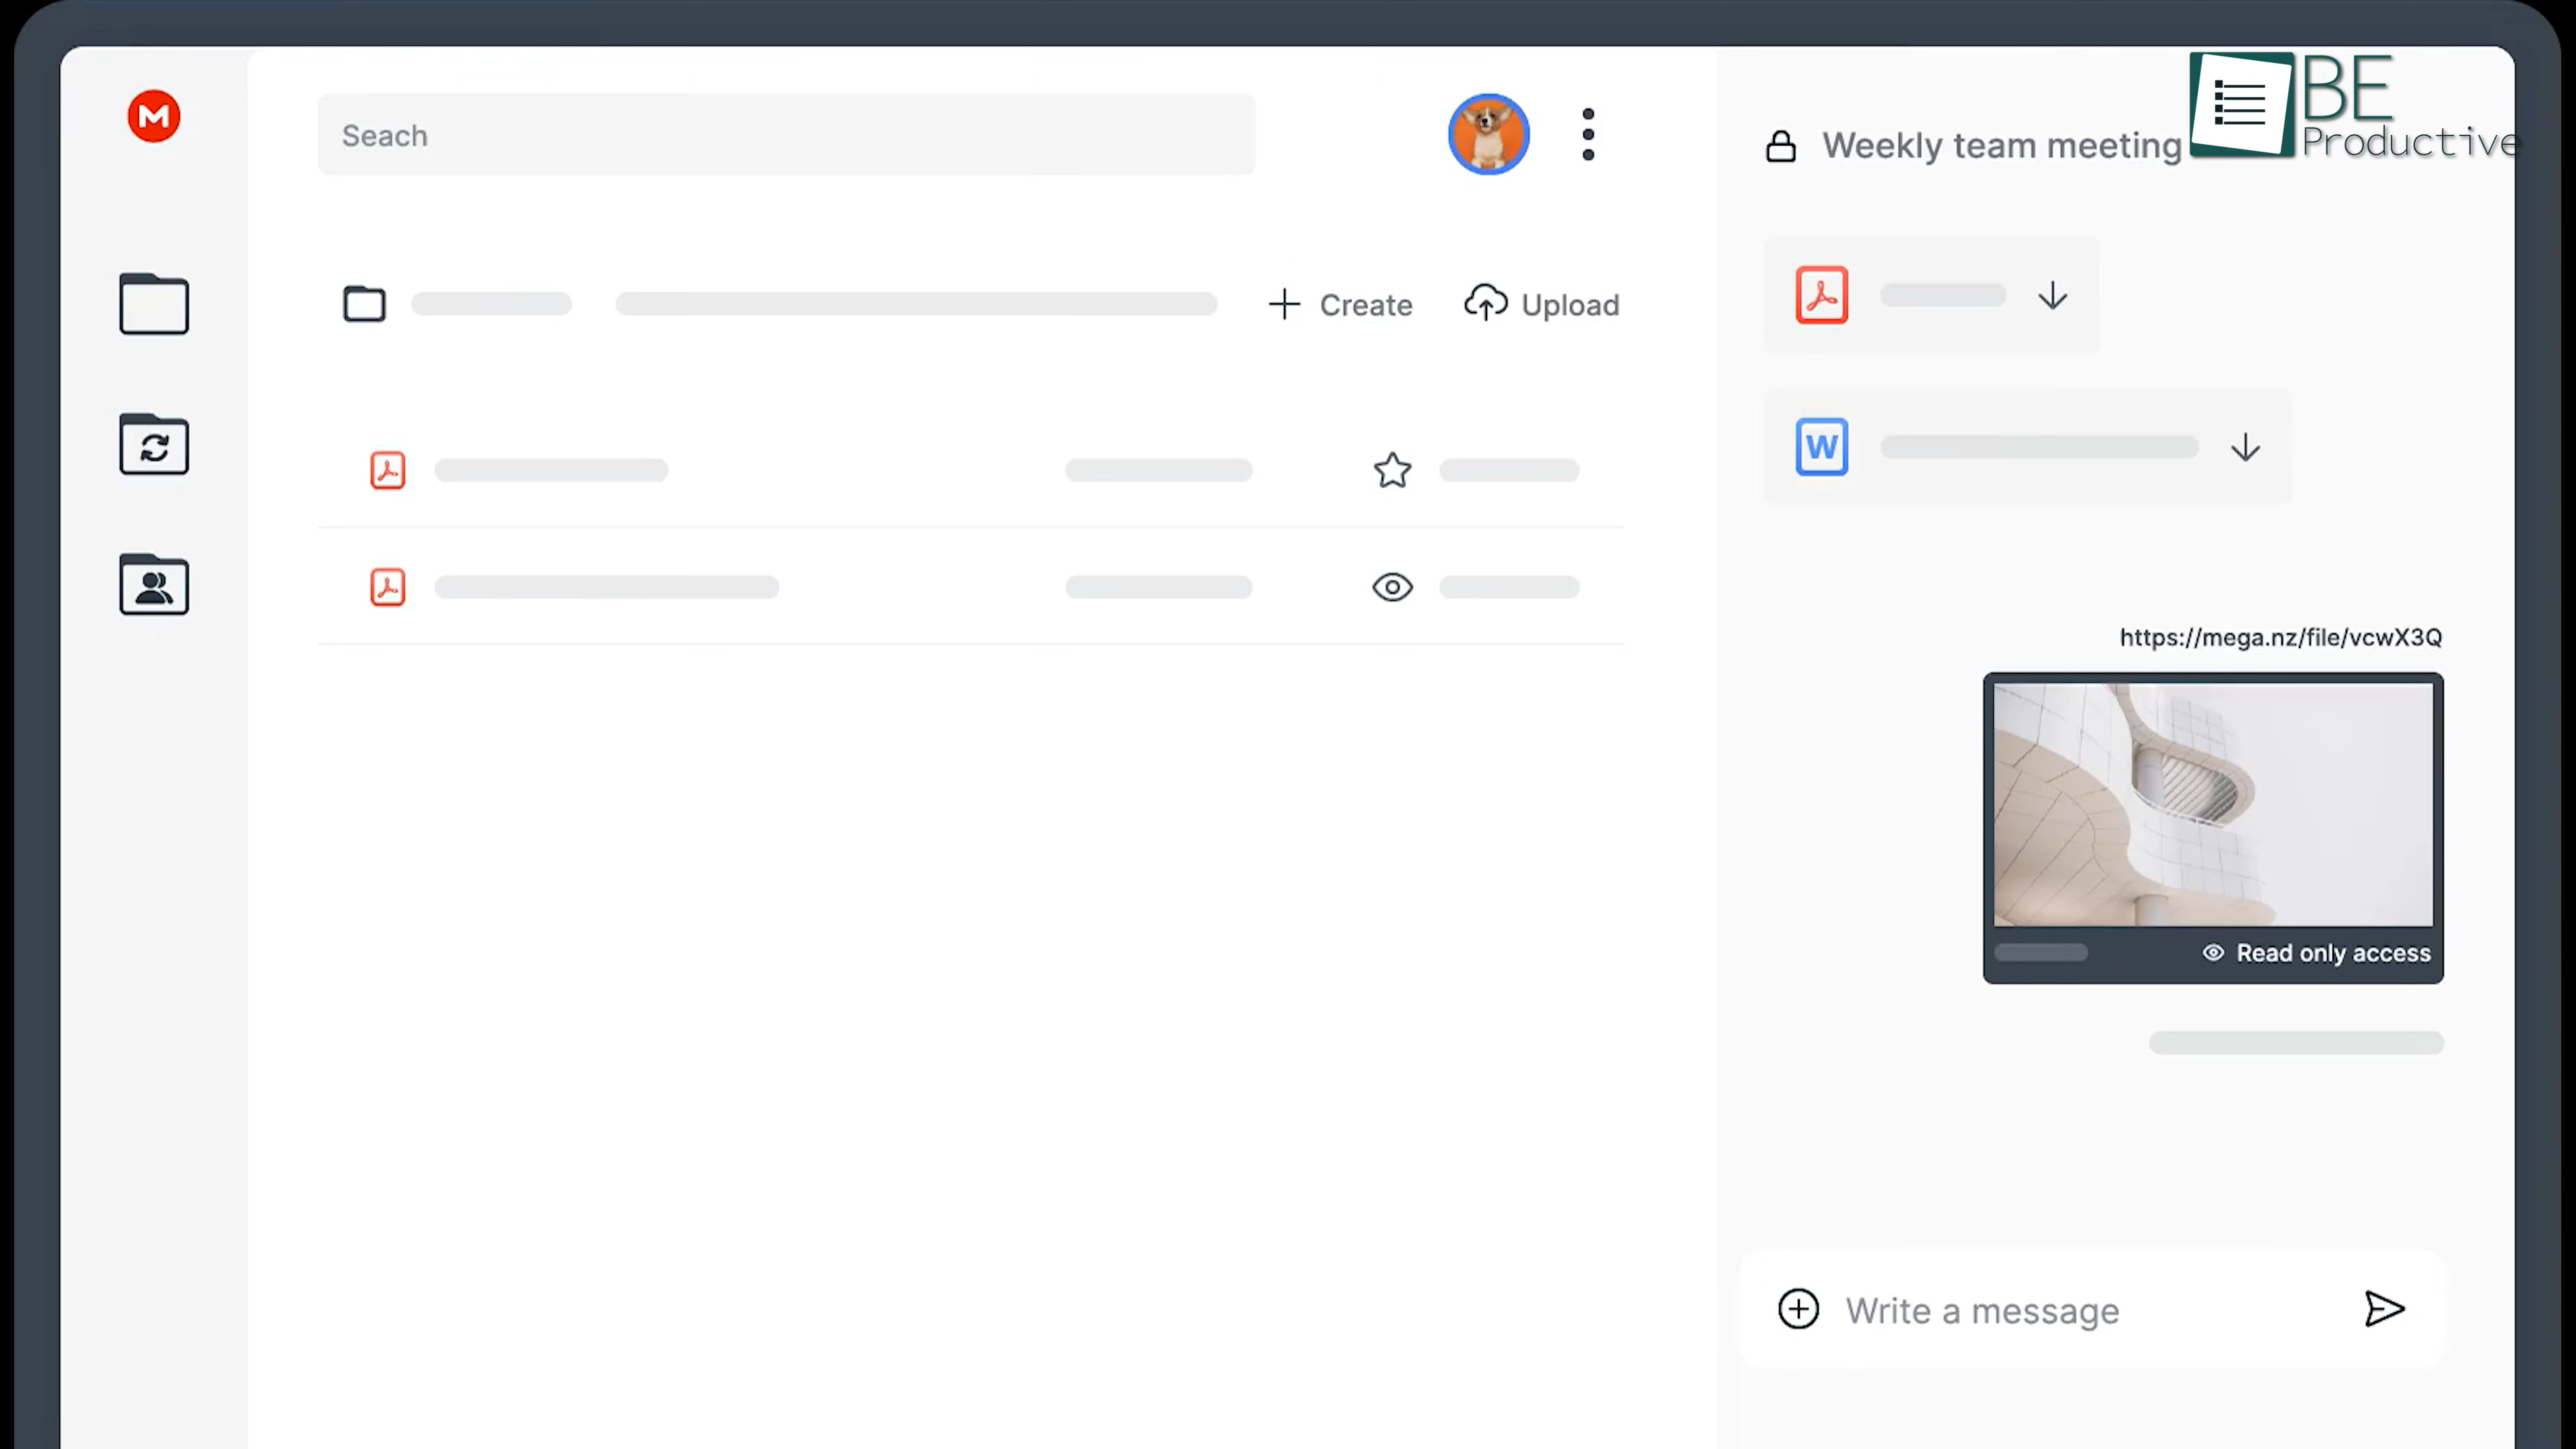 M
Seach
Create
Upload
Weekly team meeting
BE
Productive
W
https://mega.nz/file/vcwX3Q
Read only access
Write a message